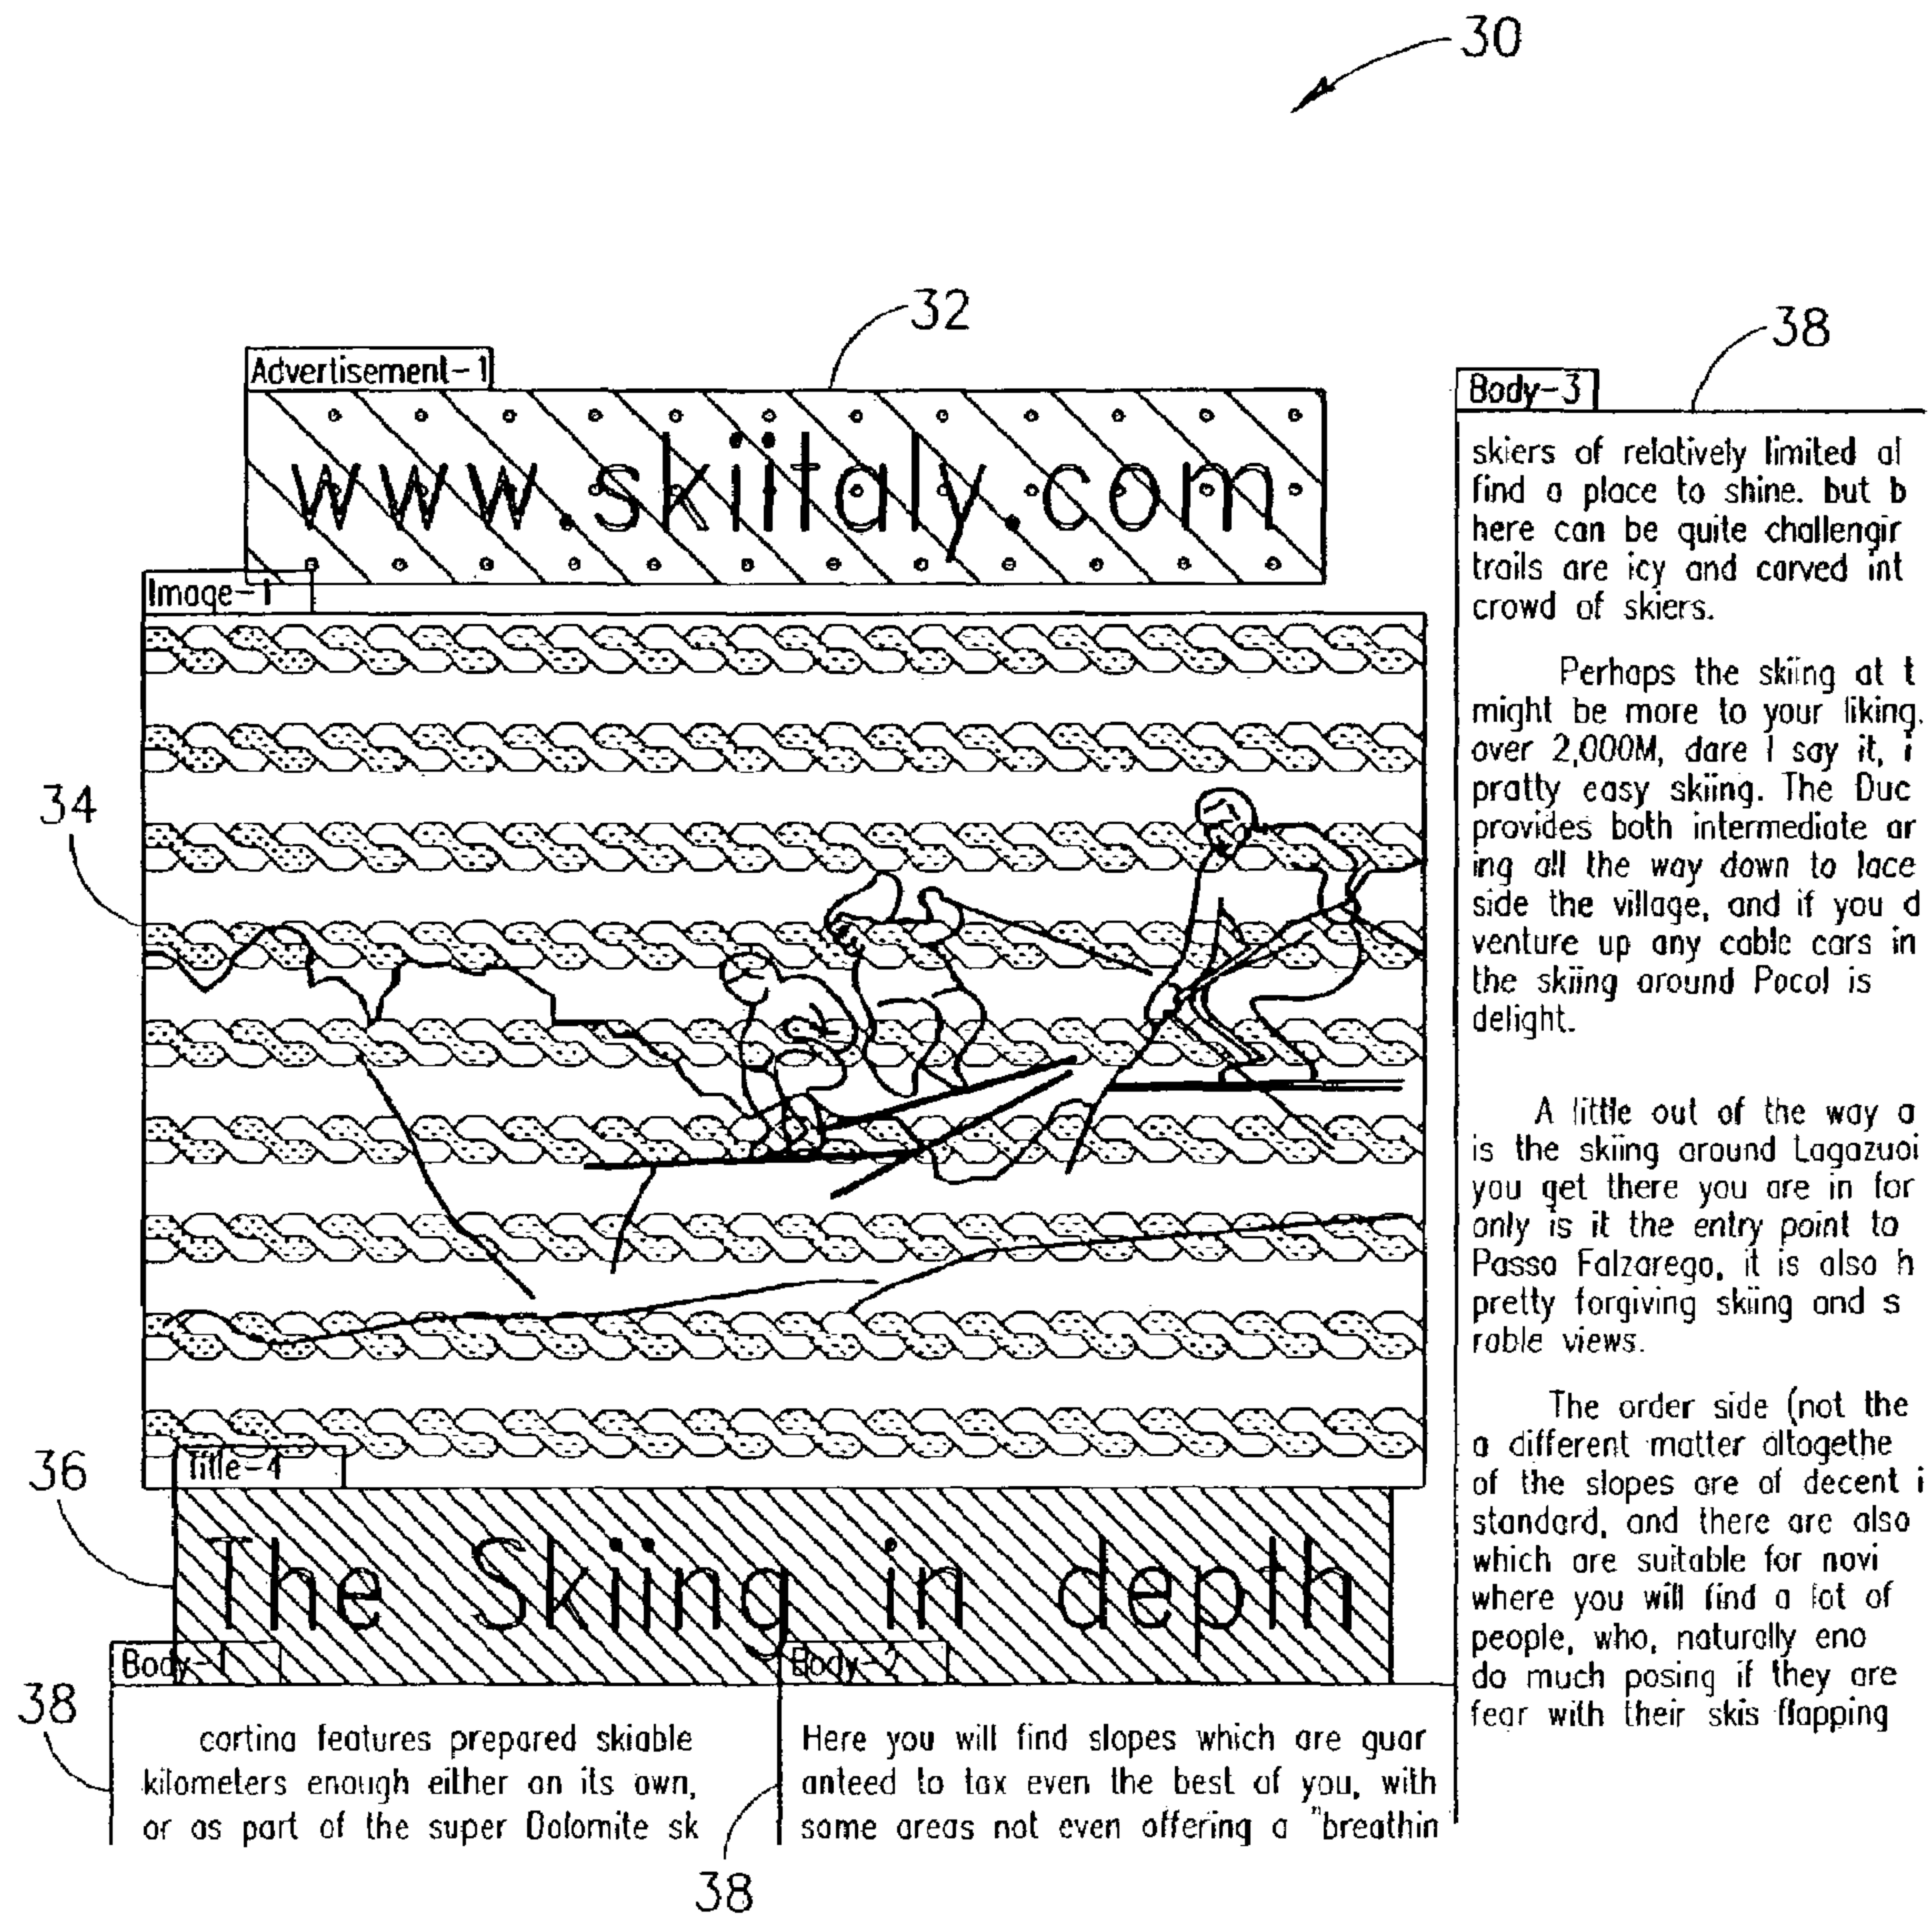 30
32
Advertisement-1
www.skiitaly.com
Image-1
34
36
Title-4
The Skiing in depth
38
Body-1
cortina features prepared skiable
kilometers enough either on its own,
or as part of the super Dolomite sk
38
Body-2
Here you will find slopes which are guar
anteed to tax even the best of you, with
some areas not even offering a "breathin
38
Body-3
skiers of relatively limited al
find a place to shine. but b
here can be quite challengir
trails are icy and carved int
crowd of skiers.
Perhaps the skiing at t
might be more to your liking.
over 2,000M, dare I say it, i
pratty easy skiing. The Duc
provides both intermediate ar
ing all the way down to lace
side the village, and if you d
venture up any cable cars in
the skiing around Pocol is
delight.
A little out of the way a
is the skiing around Lagazuoi
you get there you are in for
only is it the entry point to
Passo Falzarego, it is also h
pretty forgiving skiing and s
rable views.
The order side (not the
a different matter altogethe
of the slopes are of decent i
standard, and there are also
which are suitable for novi
where you will find a lot of
people, who, naturally eno
do much posing if they are
fear with their skis flapping